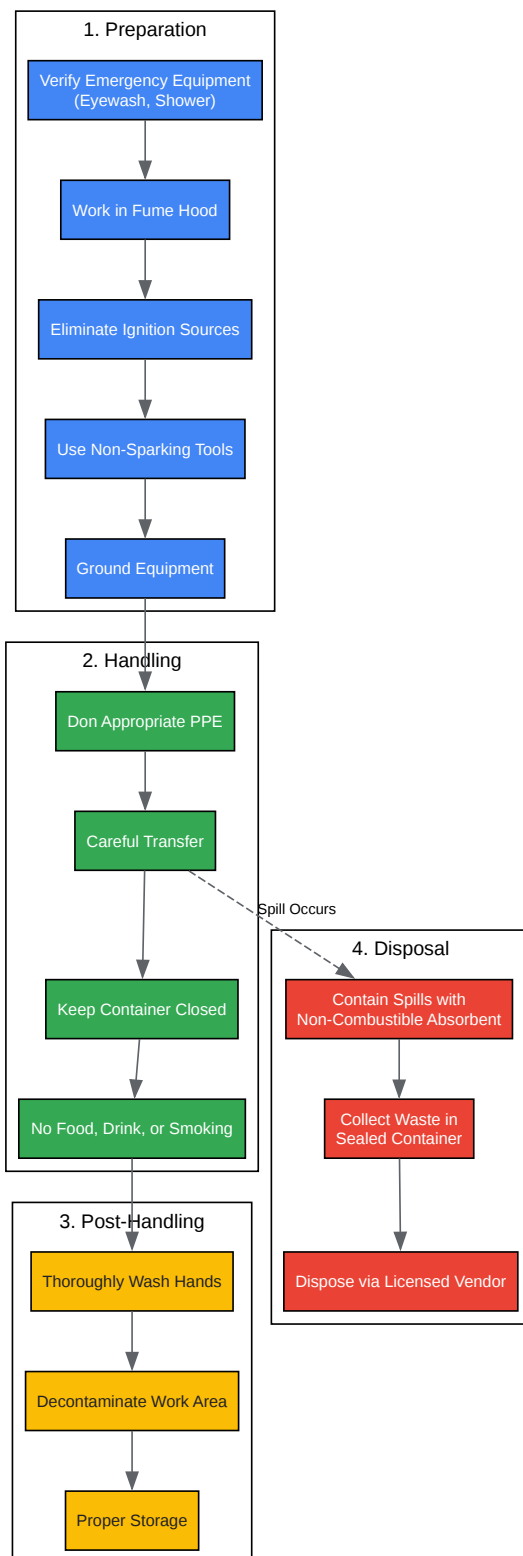 1. Preparation
Verify Emergency Equipment
(Eyewash, Shower)
Work in Fume Hood
Eliminate Ignition Sources
Use Non-Sparking Tools
Ground Equipment
2. Handling
Don Appropriate PPE
Careful Transfer
Spill Occurs
Keep Container Closed
No Food, Drink, or Smoking
4. Disposal
Contain Spills with
Non-Combustible Absorbent
Collect Waste in
Sealed Container
Dispose via Licensed Vendor
3. Post-Handling
Thoroughly Wash Hands
Decontaminate Work Area
Proper Storage